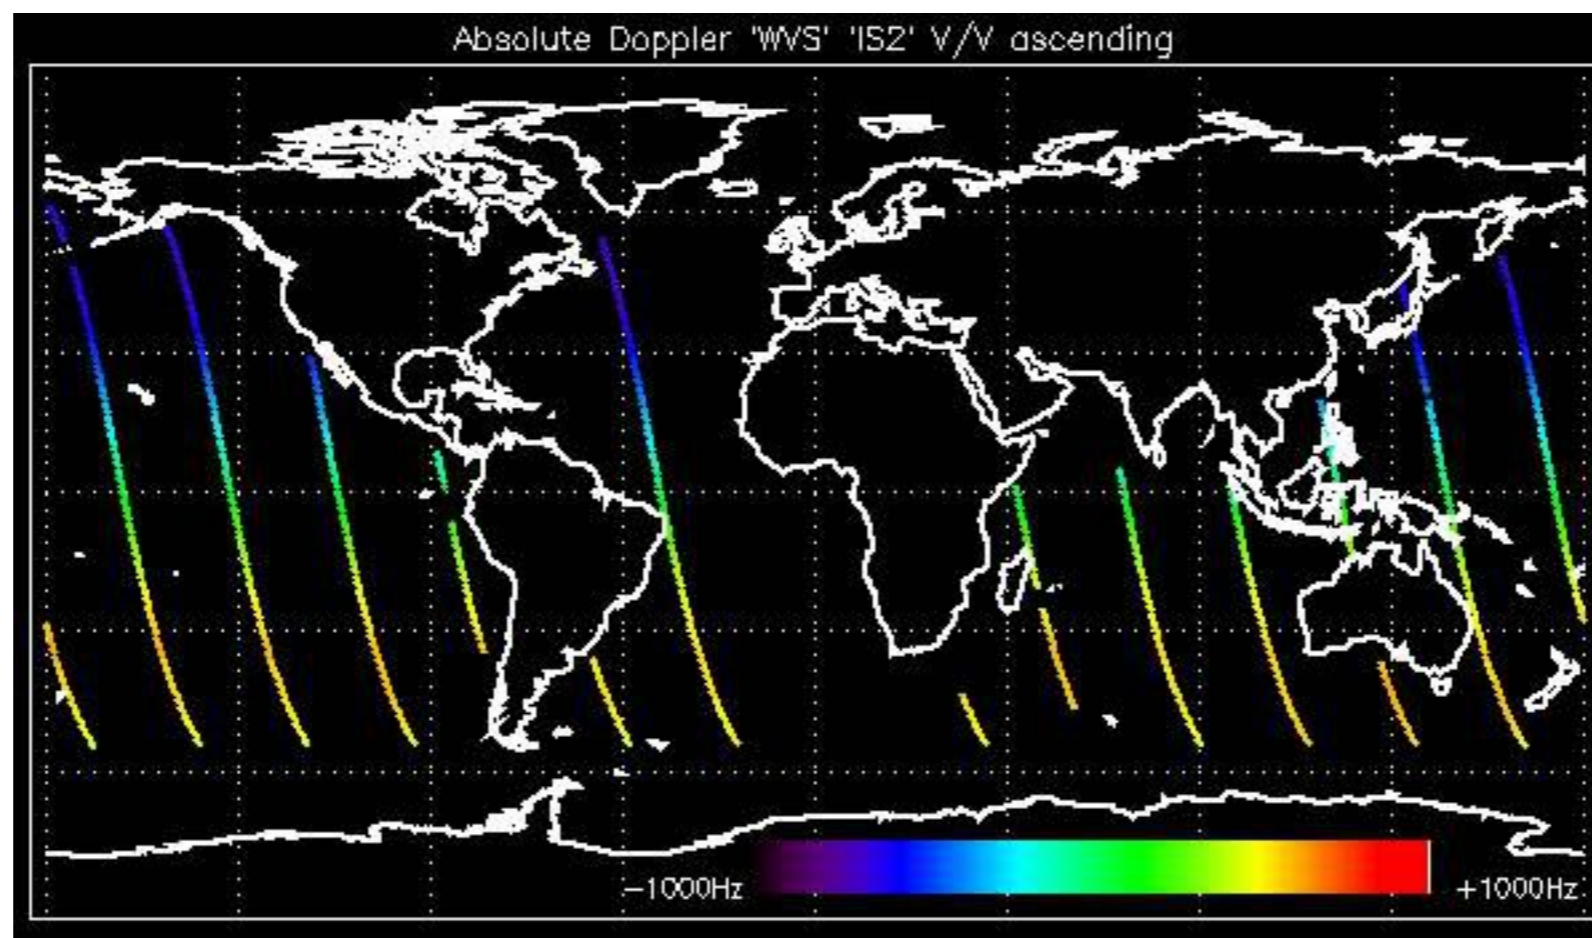 Absolute Doppler 'WVS' 'IS2' V/V ascending
-1000Hz +1000Hz